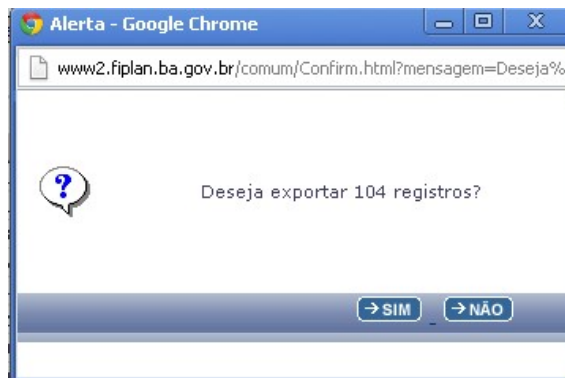 Alerta - Google Chrome
www2.fiplan.ba.gov.br/comum/Confirm.html?mensagem=Deseja%
?
Deseja exportar 104 registros?
SIM NÃO